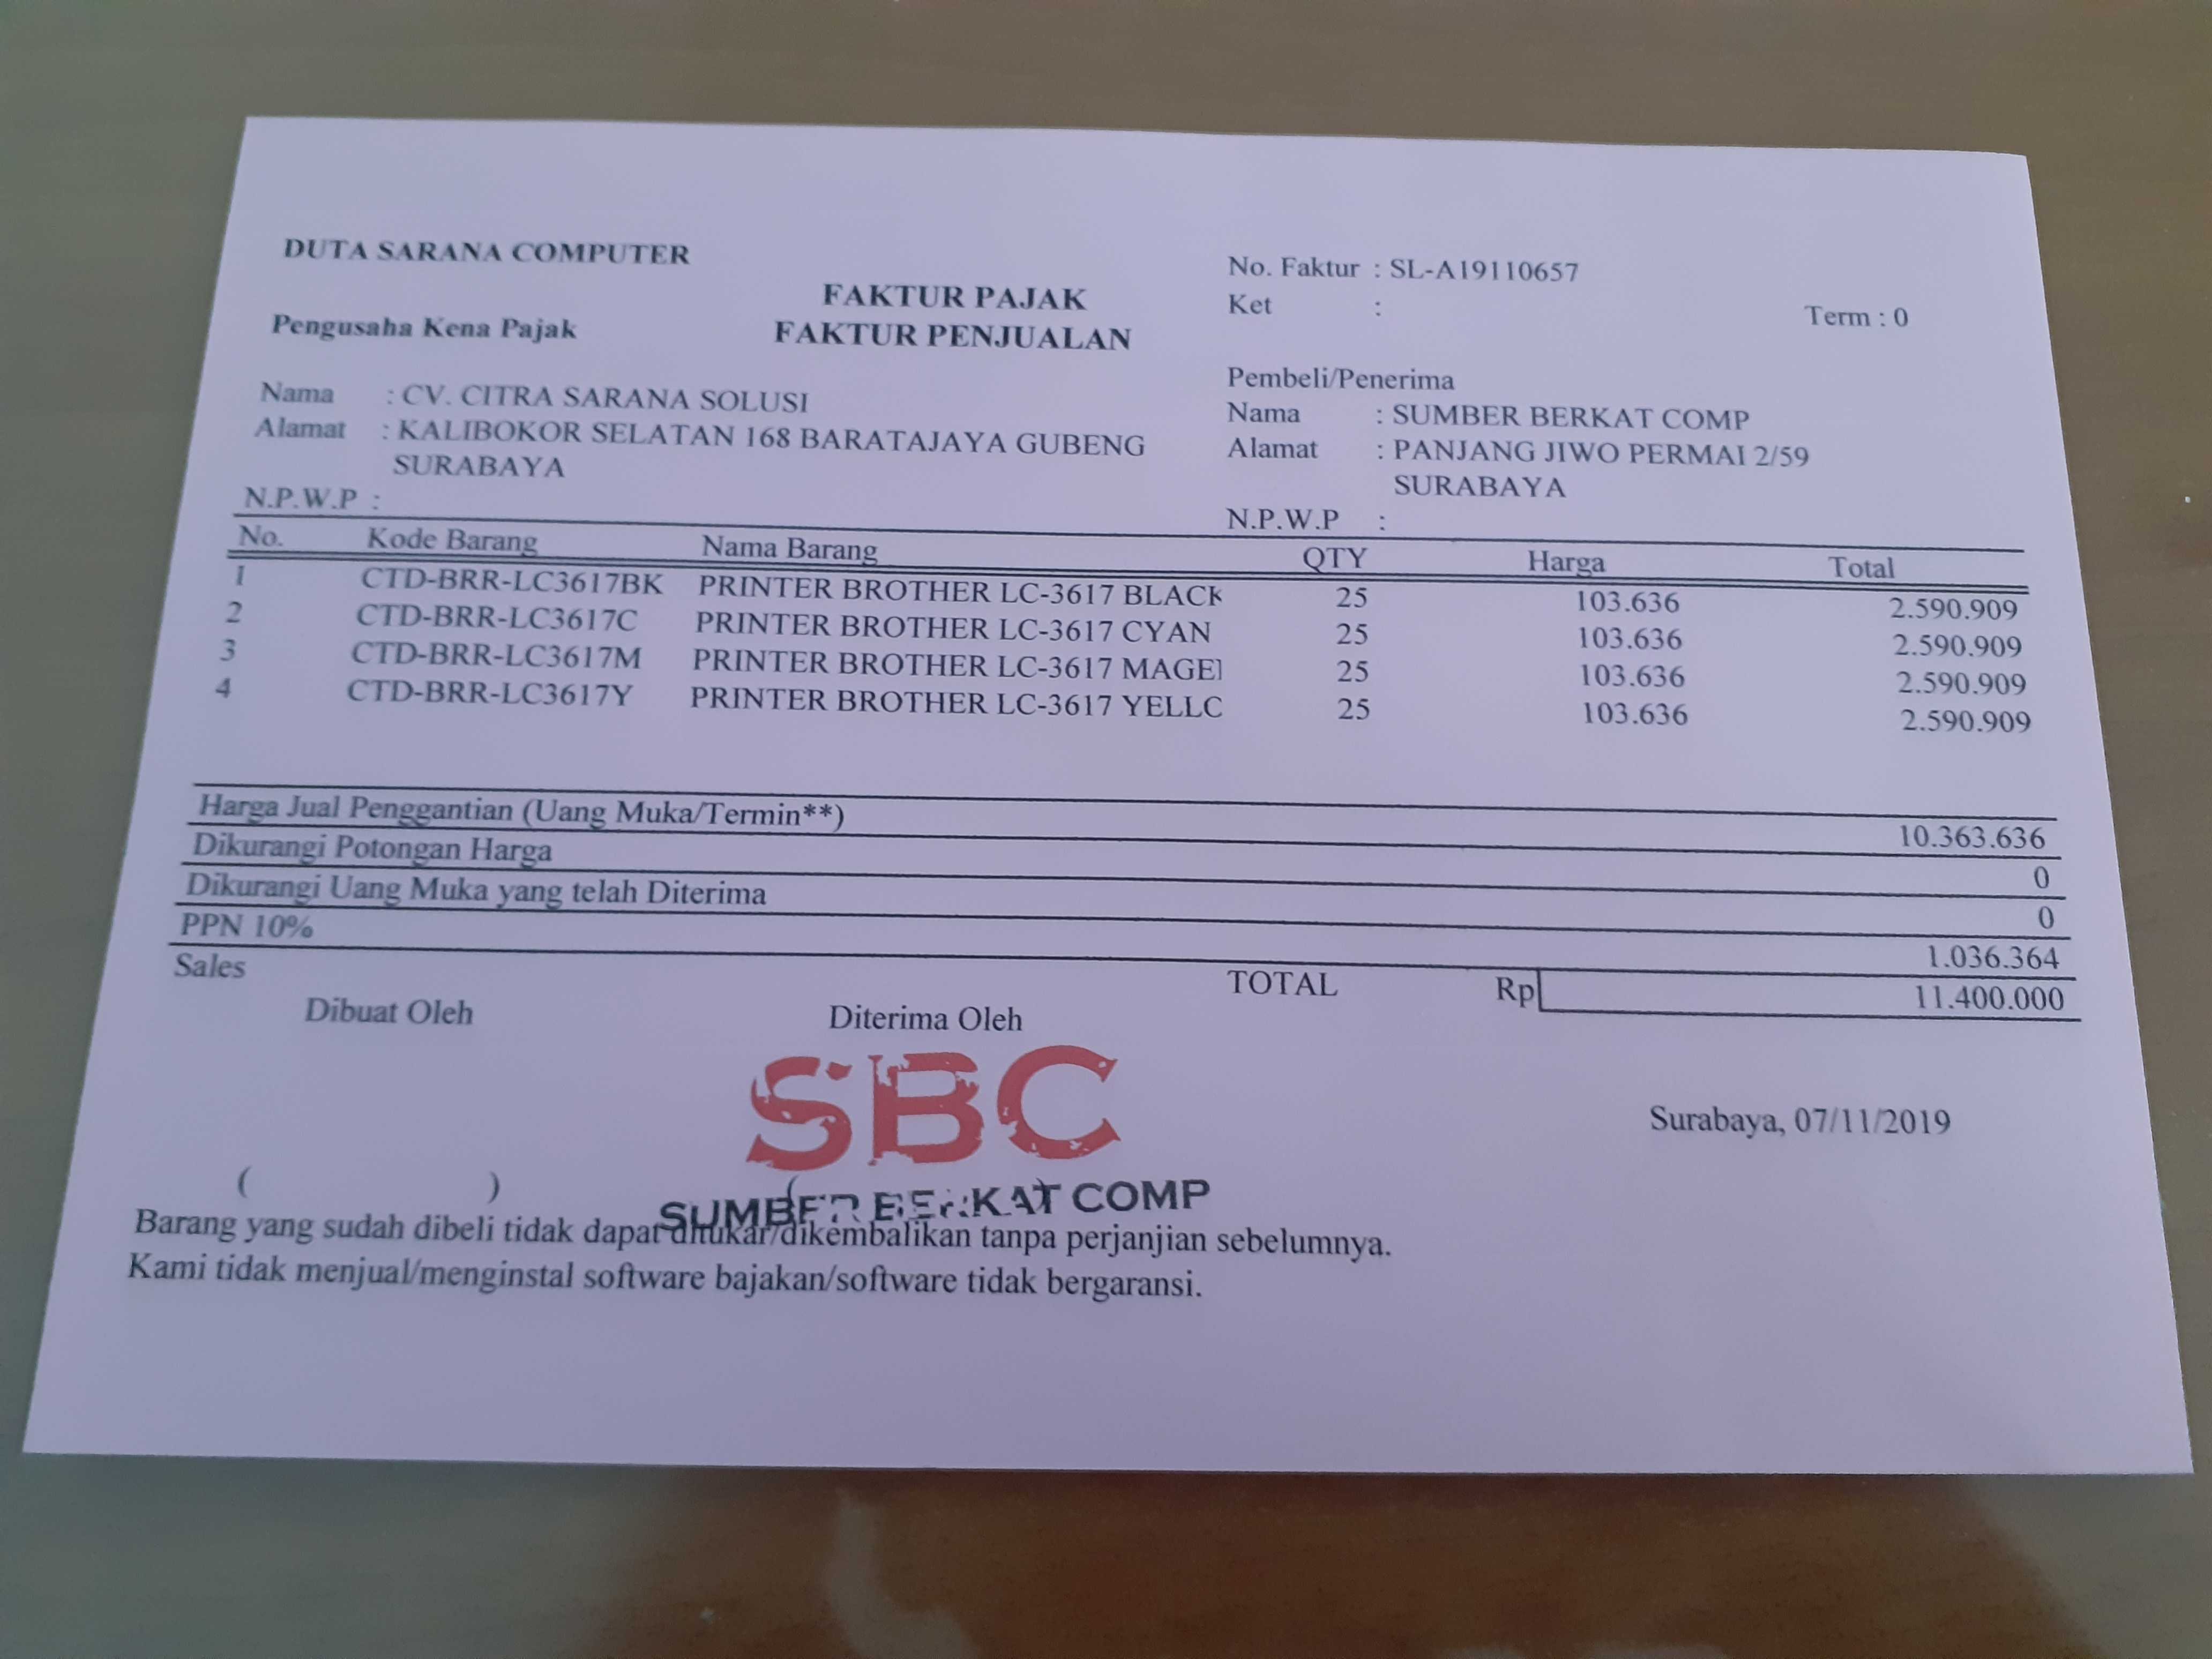 DUTA SARANA COMPUTER
FAKTUR PAJAK
FAKTUR PENJUALAN
Pengusaha Kena Pajak
No. Faktur : SL-A19110657
Ket :
Term : 0
Nama : CV. CITRA SARANA SOLUSI
Alamat : KALIBOKOR SELATAN 168 BARATAJAYA GUBENG
SURABAYA
N.P.W.P :
Pembeli/Penerima
Nama : SUMBER BERKAT COMP
Alamat : PANJANG JIWO PERMAI 2/59
SURABAYA
N.P.W.P :
No. Kode Barang Nama Barang QTY Harga Total
1 CTD-BRR-LC3617BK PRINTER BROTHER LC-3617 BLACK 25 103.636 2.590.909
2 CTD-BRR-LC3617C PRINTER BROTHER LC-3617 CYAN 25 103.636 2.590.909
3 CTD-BRR-LC3617M PRINTER BROTHER LC-3617 MAGE 25 103.636 2.590.909
4 CTD-BRR-LC3617Y PRINTER BROTHER LC-3617 YELLO 25 103.636 2.590.909
Harga Jual Penggantian (Uang Muka/Termin**) 10.363.636
Dikurangi Potongan Harga 0
Dikurangi Uang Muka yang telah Diterima 0
PPN 10% 1.036.364
Sales TOTAL Rp 11.400.000
Dibuat Oleh Diterima Oleh
SBC
Surabaya, 07/11/2019
( ) ( )
SUMBER BERKAT COMP
Barang yang sudah dibeli tidak dapat ditukar/dikembalikan tanpa perjanjian sebelumnya.
Kami tidak menjual/menginstal software bajakan/software tidak bergaransi.